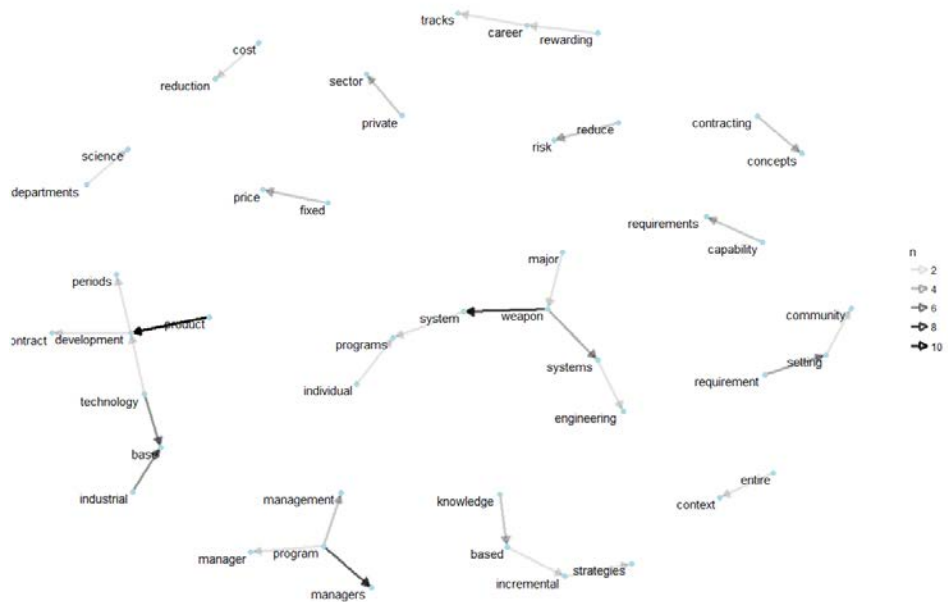 tracks
career
rewarding
cost
reduction
sector
private
reduce
risk
contracting
concepts
science
departments
price
fixed
requirements
capability
n
2
4
6
8
10
major
periods
product
development
ontract
system
weapon
programs
individual
systems
engineering
community
setting
requirement
technology
base
industrial
entire
context
management
program
manager
managers
knowledge
based
incremental
strategies